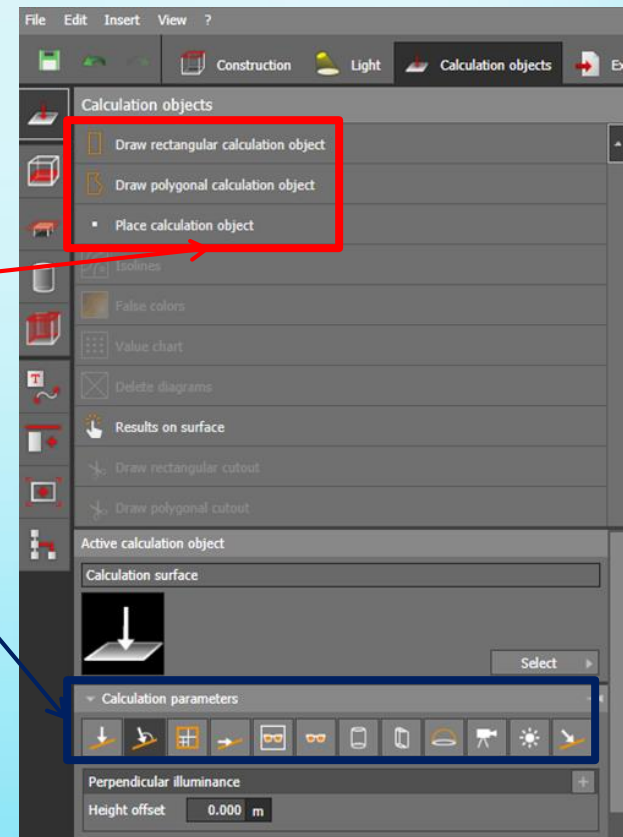 File Edit Insert View ?
Construction Light Calculation objects Ex
Calculation objects
Draw rectangular calculation object
Draw polygonal calculation object
Place calculation object
Isolines
False colors
Value chart
T
Delete diagrams
Results on surface
Draw rectangular cutout
Draw polygonal cutout
Active calculation object
Calculation surface
Select
Calculation parameters
Perpendicular illuminance
Height offset 0.000 m